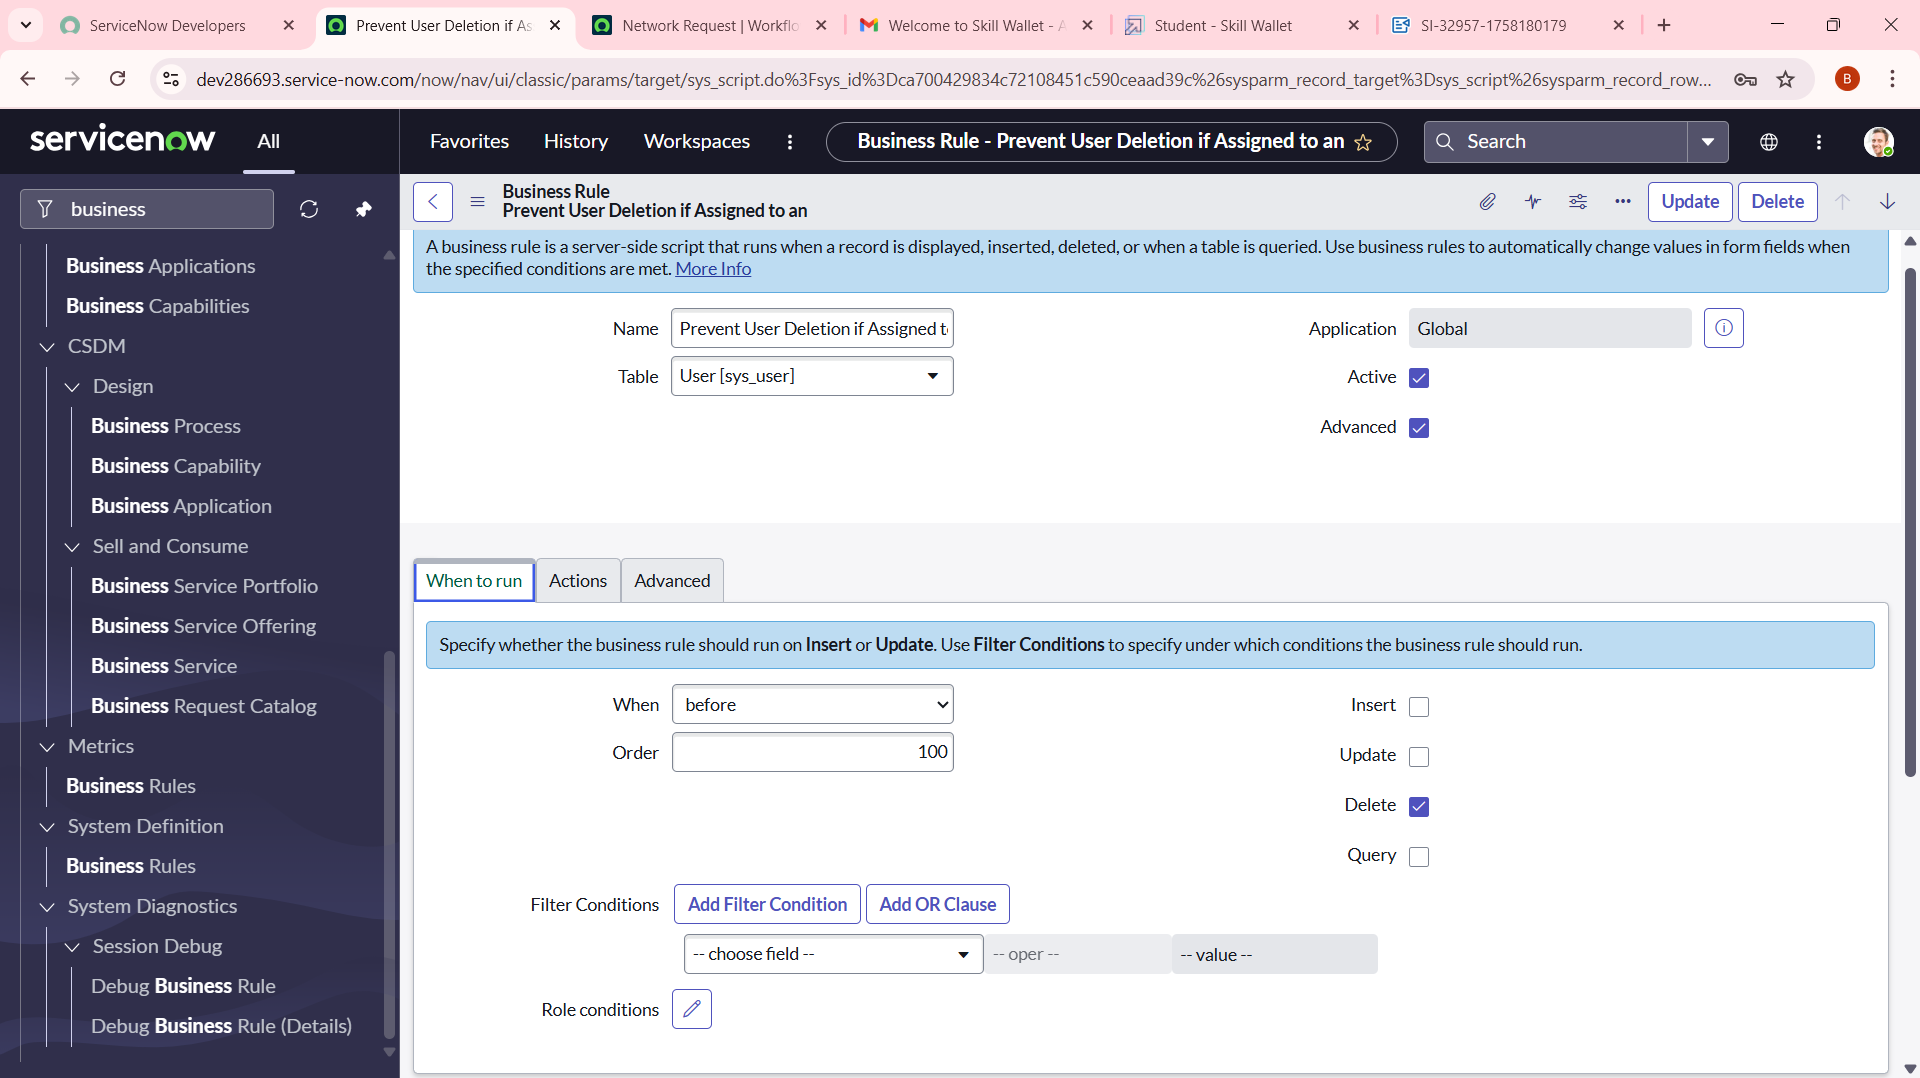 ServiceNow Developers
Prevent User Deletion if As
Network Request | Workflo
Welcome to Skill Wallet - A
Student - Skill Wallet
SI-32957-1758180179
dev286693.service-now.com/now/nav/ui/classic/params/target/sys_script.do%3Fsys_id%3Dca700429834c72108451c590ceaad39c%26sysparm_record_target%3Dsys_script%26sysparm_record_row...
B
servicenow
All
Favorites
History
Workspaces
Business Rule - Prevent User Deletion if Assigned to an
Search
business
Business Applications
Business Capabilities
CSDM
Design
Business Process
Business Capability
Business Application
Sell and Consume
Business Service Portfolio
Business Service Offering
Business Service
Business Request Catalog
Metrics
Business Rules
System Definition
Business Rules
System Diagnostics
Session Debug
Debug Business Rule
Debug Business Rule (Details)
Business Rule
Prevent User Deletion if Assigned to an
Update
Delete
A business rule is a server-side script that runs when a record is displayed, inserted, deleted, or when a table is queried. Use business rules to automatically change values in form fields when
the specified conditions are met. More Info
Name
Prevent User Deletion if Assigned t
Application
Global
Table
User [sys_user]
Active
Advanced
When to run
Actions
Advanced
Specify whether the business rule should run on Insert or Update. Use Filter Conditions to specify under which conditions the business rule should run.
When
before
Insert
Order
100
Update
Delete
Query
Filter Conditions
Add Filter Condition
Add OR Clause
-- choose field --
-- oper --
-- value --
Role conditions